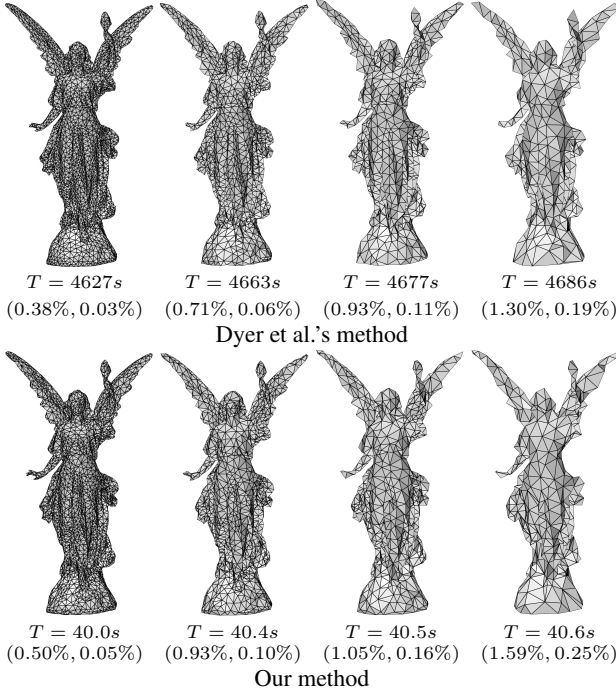 T = 4627s T = 4663s T = 4677s T = 4686s
(0.38%, 0.03%) (0.71%, 0.06%) (0.93%, 0.11%) (1.30%, 0.19%)
Dyer et al.'s method
T = 40.0s T = 40.4s T = 40.5s T = 40.6s
(0.50%, 0.05%) (0.93%, 0.10%) (1.05%, 0.16%) (1.59%, 0.25%)
Our method